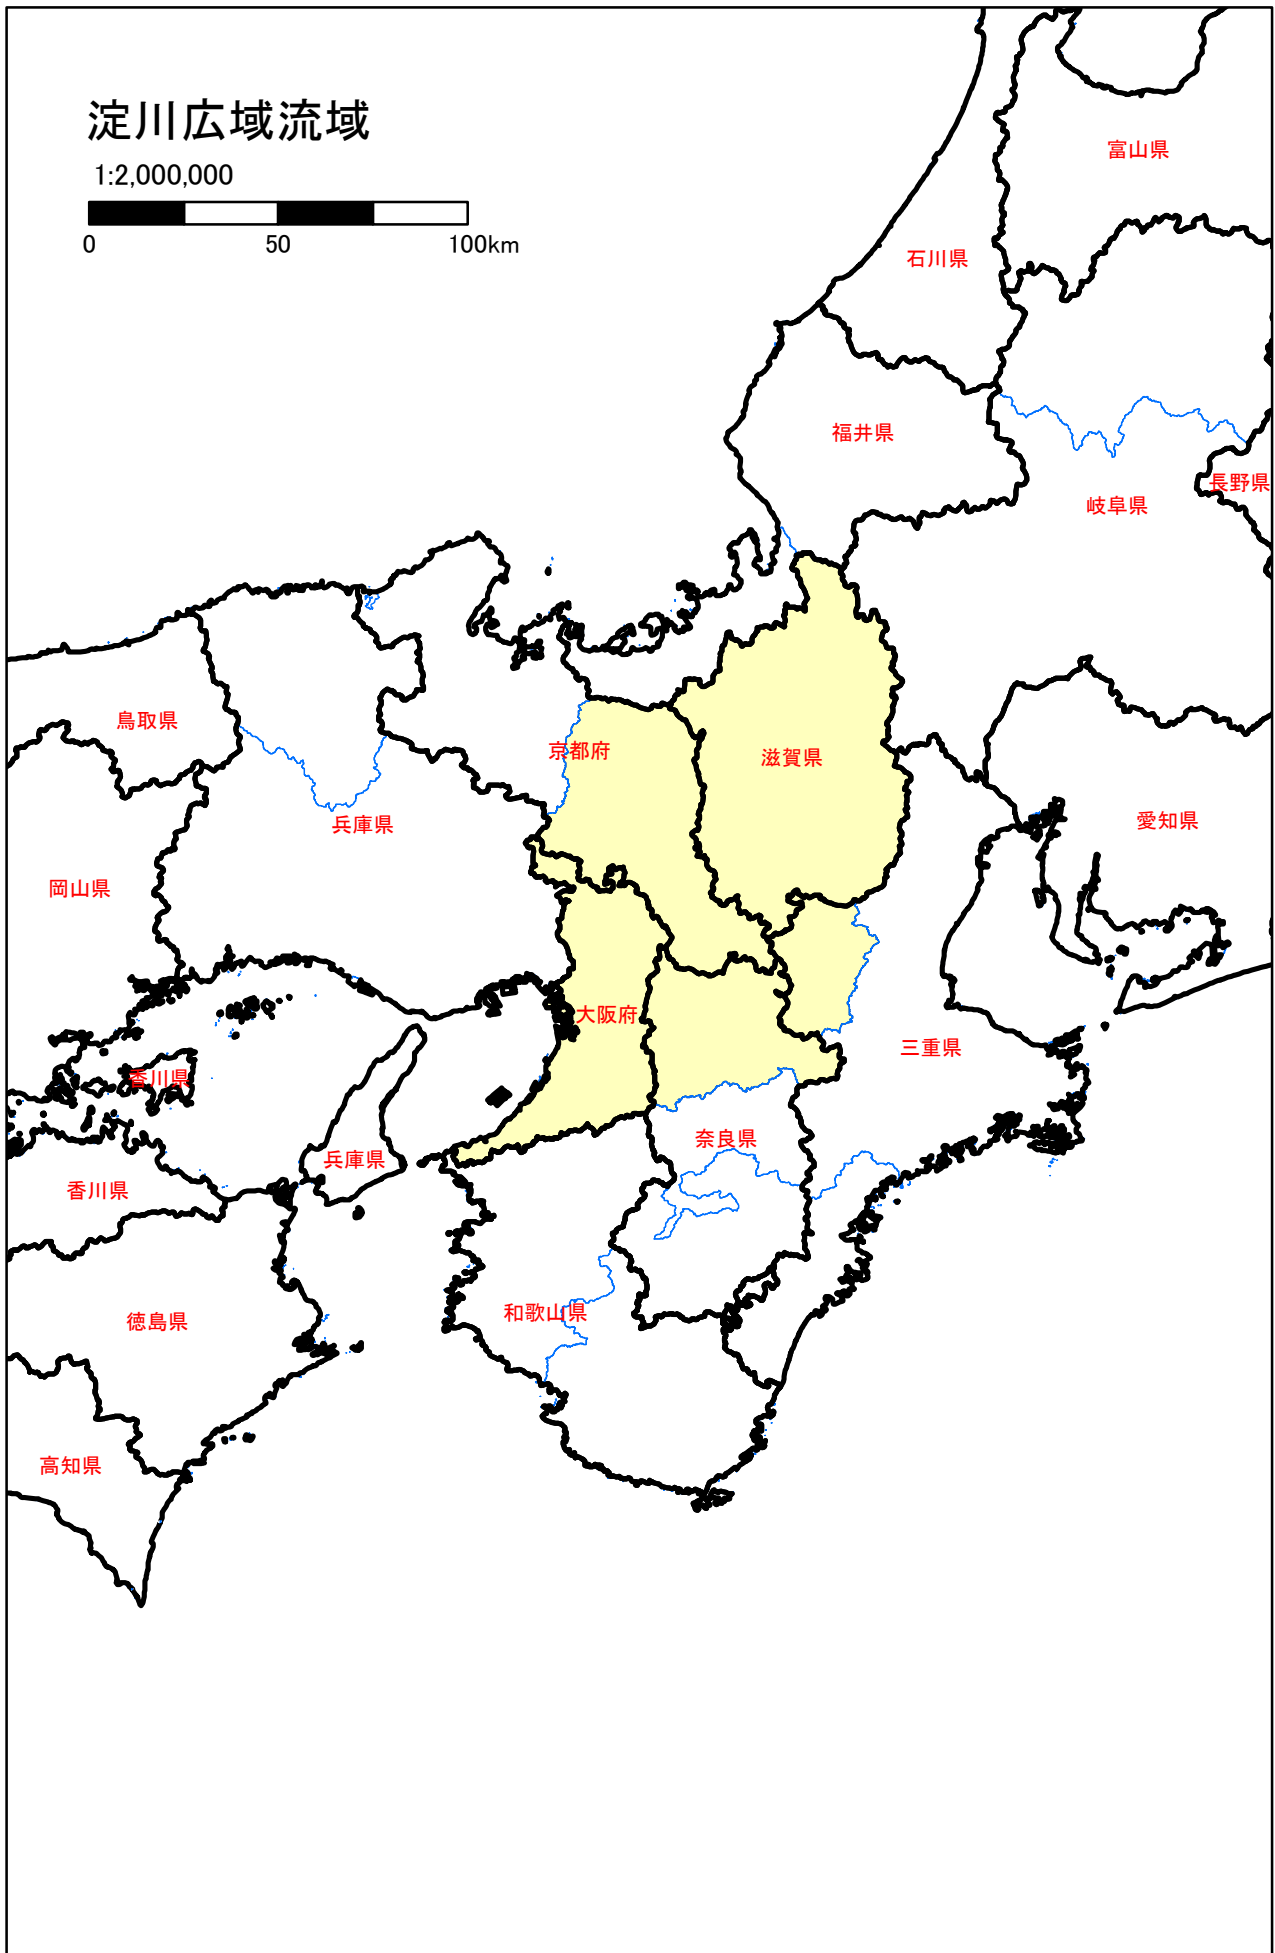 淀川広域流域
1:2,000,000
0 50 100km
富山県
石川県
福井県
長野県
岐阜県
鳥取県
京都府
滋賀県
兵庫県
愛知県
岡山県
大阪府
三重県
香川県
奈良県
兵庫県
香川県
和歌山県
徳島県
高知県